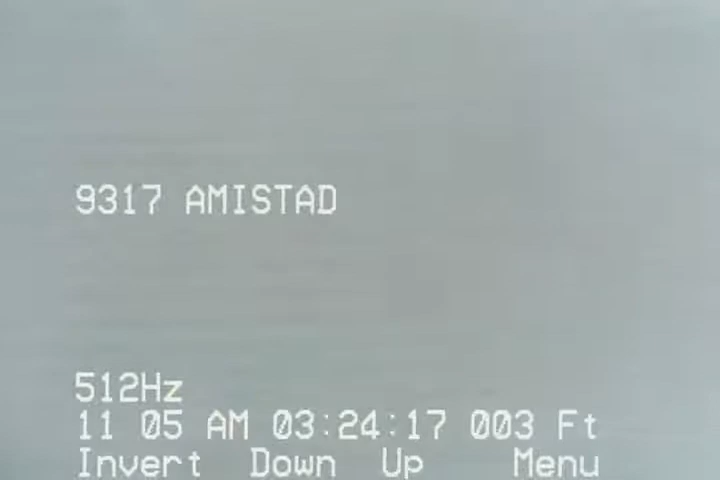 9317 AMISTAD
512Hz
11 05 AM 03:24:17 003 Ft
Invert Down Up Menu